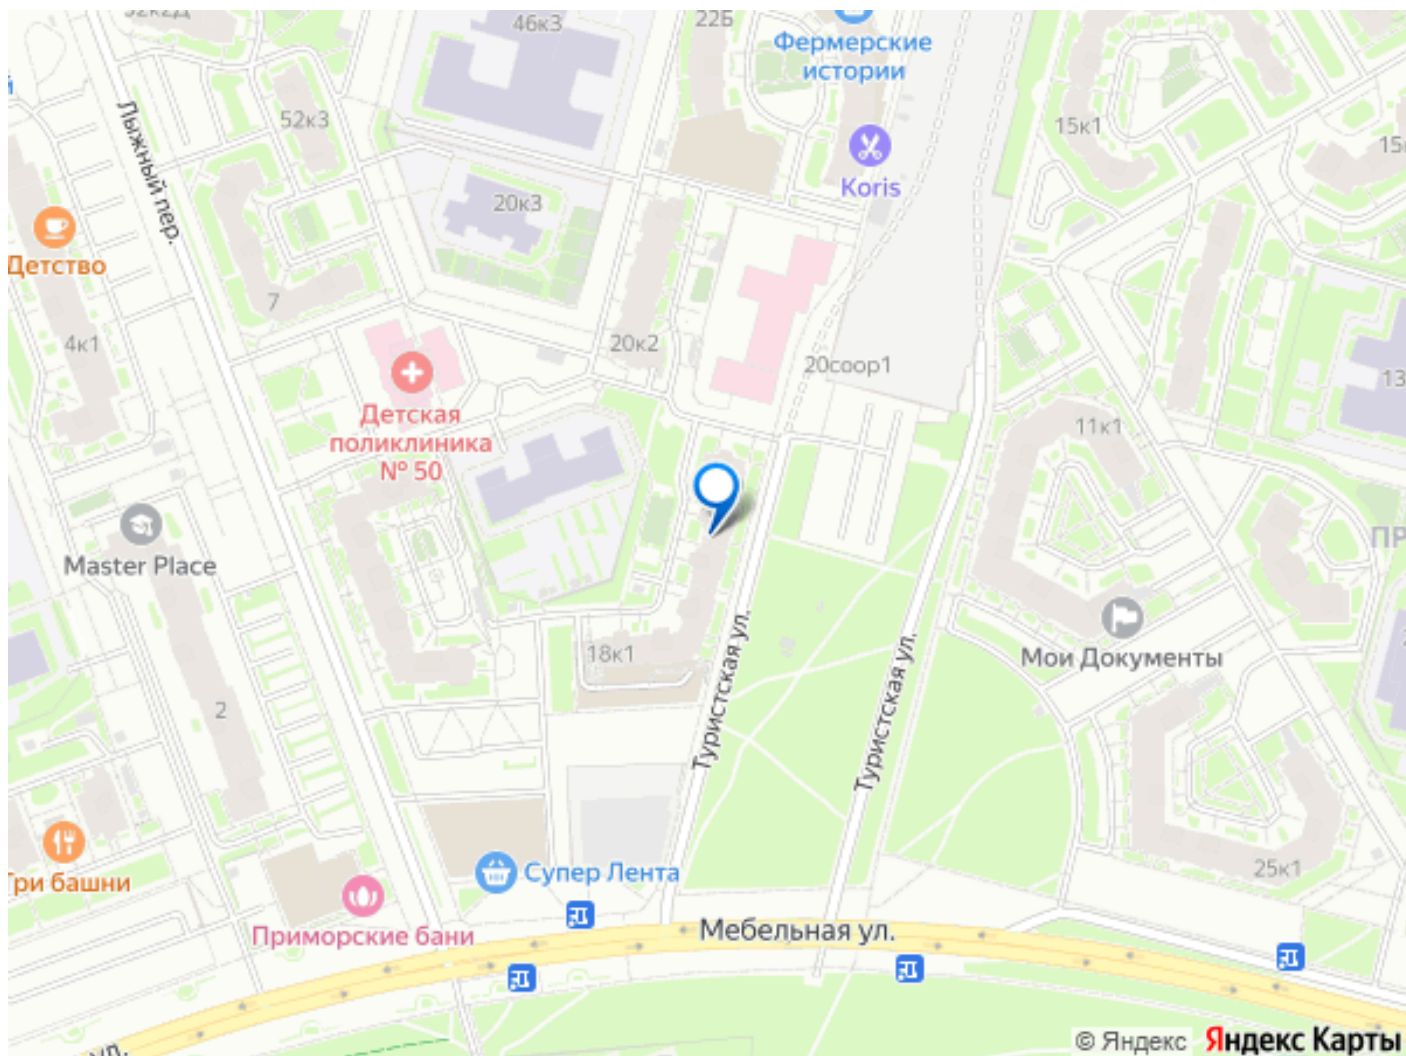 46к3
22Б
Фермерские
истории
Лыжный пер.
52к3
15к1
Koris
20к3
Детство
7
4к1
20к2
20соор1
13
Детская
поликлиника
№ 50
11к1
Master Place
18к1
Мои Документы
2
Туристская ул.
Туристская ул.
25к1
Три башни
Супер Лента
Приморские бани
Мебельная ул.
ул.
© Яндекс Яндекс Карты